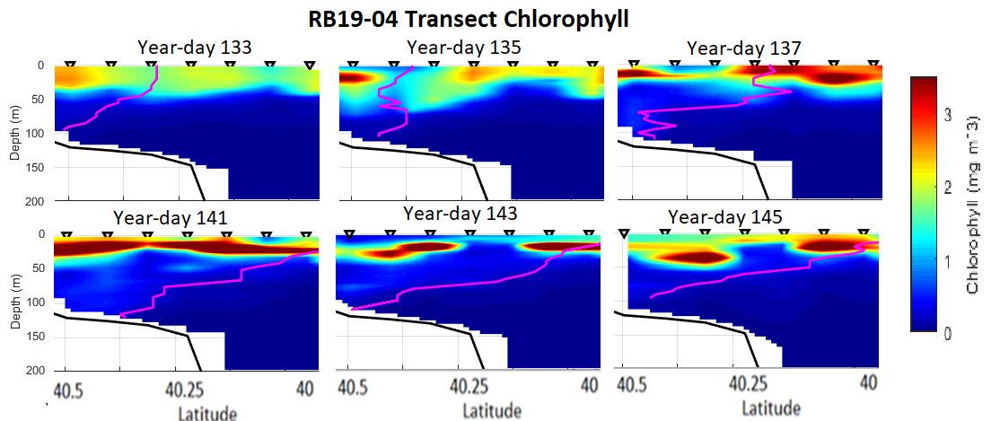 RB19-04 Transect Chlorophyll
Year-day 133
Year-day 135
Year-day 137
0
50
100
150
200
Depth (m)
3
2
1
0
Chlorophyll (mg m^3)
Year-day 141
Year-day 143
Year-day 145
0
50
100
150
200
Depth (m)
40.5
40.25
40
40.5
40.25
40
40.5
40.25
40
Latitude
Latitude
Latitude